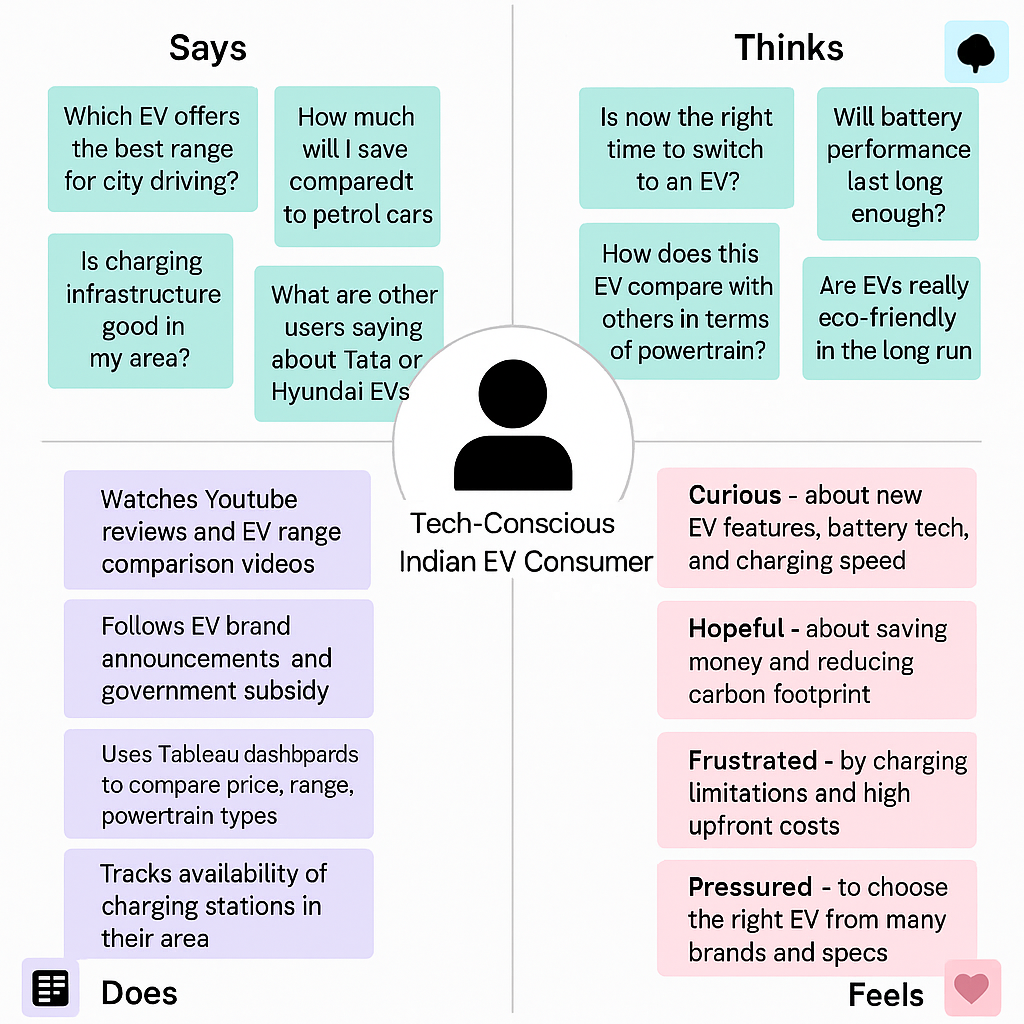 Says
Which EV offers
the best range
for city driving?
How much
will I save
comparedt
to petrol cars
Is charging
infrastructure
good in
my area?
What are other
users saying
about Tata or
Hyundai EVs
Thinks
Is now the right
time to switch
to an EV?
Will battery
performance
last long
enough?
How does this
EV compare with
others in terms
of powertrain?
Are EVs really
eco-friendly
in the long run
Tech-Conscious
Indian EV Consumer
Watches Youtube
reviews and EV range
comparison videos
Follows EV brand
announcements and
government subsidy
Uses Tableau dashbpards
to compare price, range,
powertrain types
Tracks availability of
charging stations in
their area
Does
Curious - about new
EV features, battery tech,
and charging speed
Hopeful - about saving
money and reducing
carbon footprint
Frustrated - by charging
limitations and high
upfront costs
Pressured - to choose
the right EV from many
brands and specs
Feels